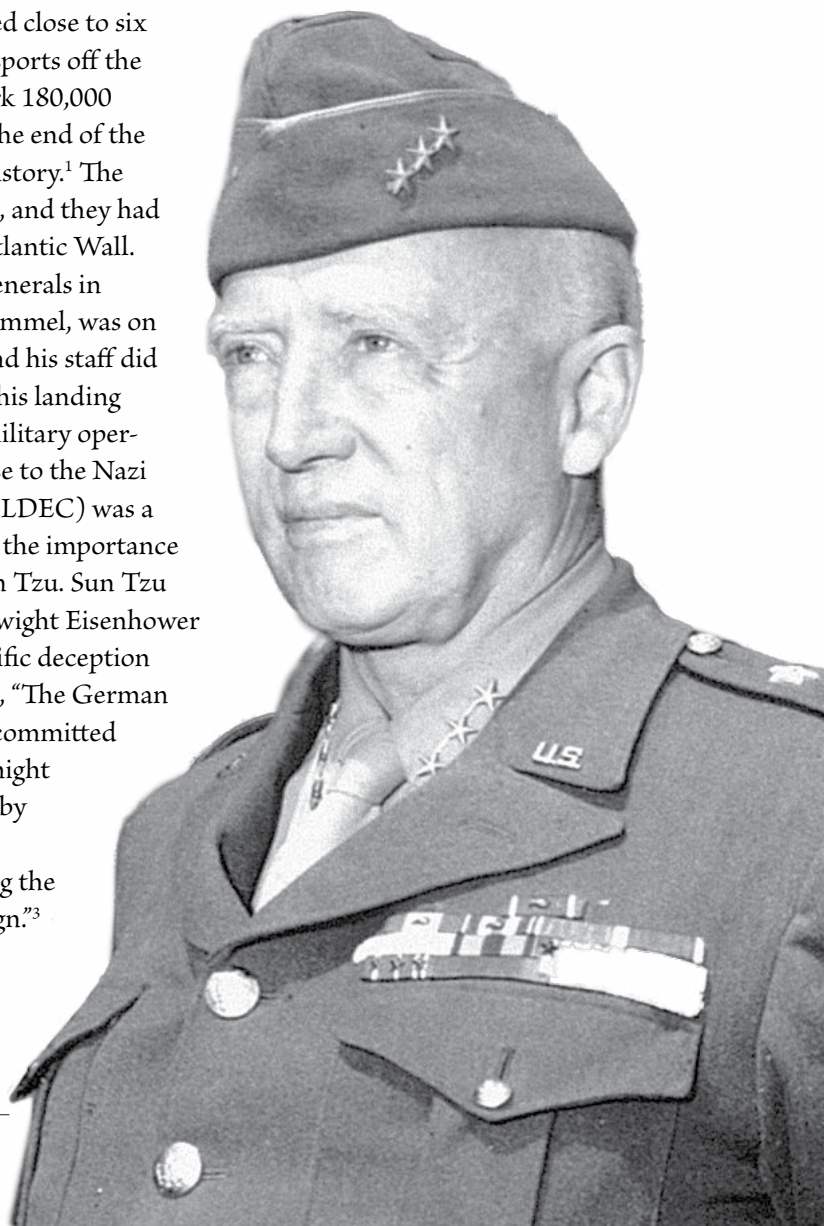 ed close to six
sports off the
rk 180,000
he end of the
story.¹ The
, and they had
tlantic Wall.
enerals in
mmel, was on
nd his staff did
his landing
ilitary oper-
e to the Nazi
LDEC) was a
the importance
n Tzu. Sun Tzu
wight Eisenhower
ific deception
, “The German
committed
might
by
g the
gn.”³
U.S.